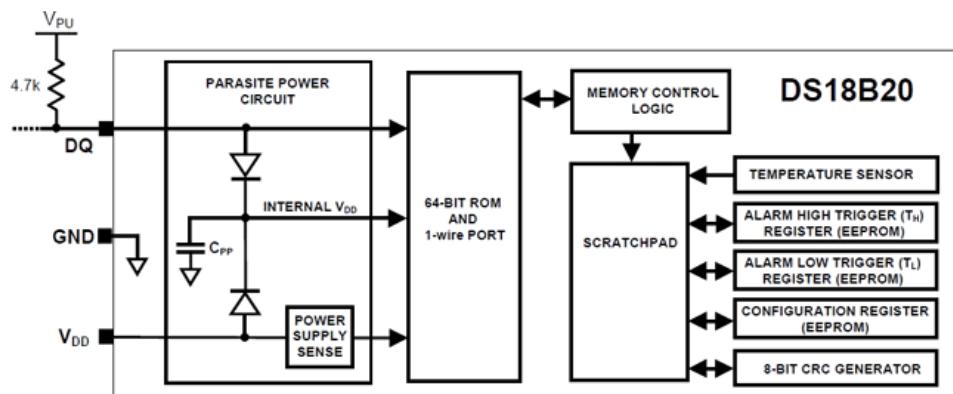 VPU
4.7k
DQ
GND
VDD
PARASITE POWER
CIRCUIT
INTERNAL VDD
CPP
POWER
SUPPLY
SENSE
64-BIT ROM
AND
1-wire PORT
MEMORY CONTROL
LOGIC
SCRATCHPAD
DS18B20
TEMPERATURE SENSOR
ALARM HIGH TRIGGER (TH)
REGISTER (EEPROM)
ALARM LOW TRIGGER (TL)
REGISTER (EEPROM)
CONFIGURATION REGISTER
(EEPROM)
8-BIT CRC GENERATOR